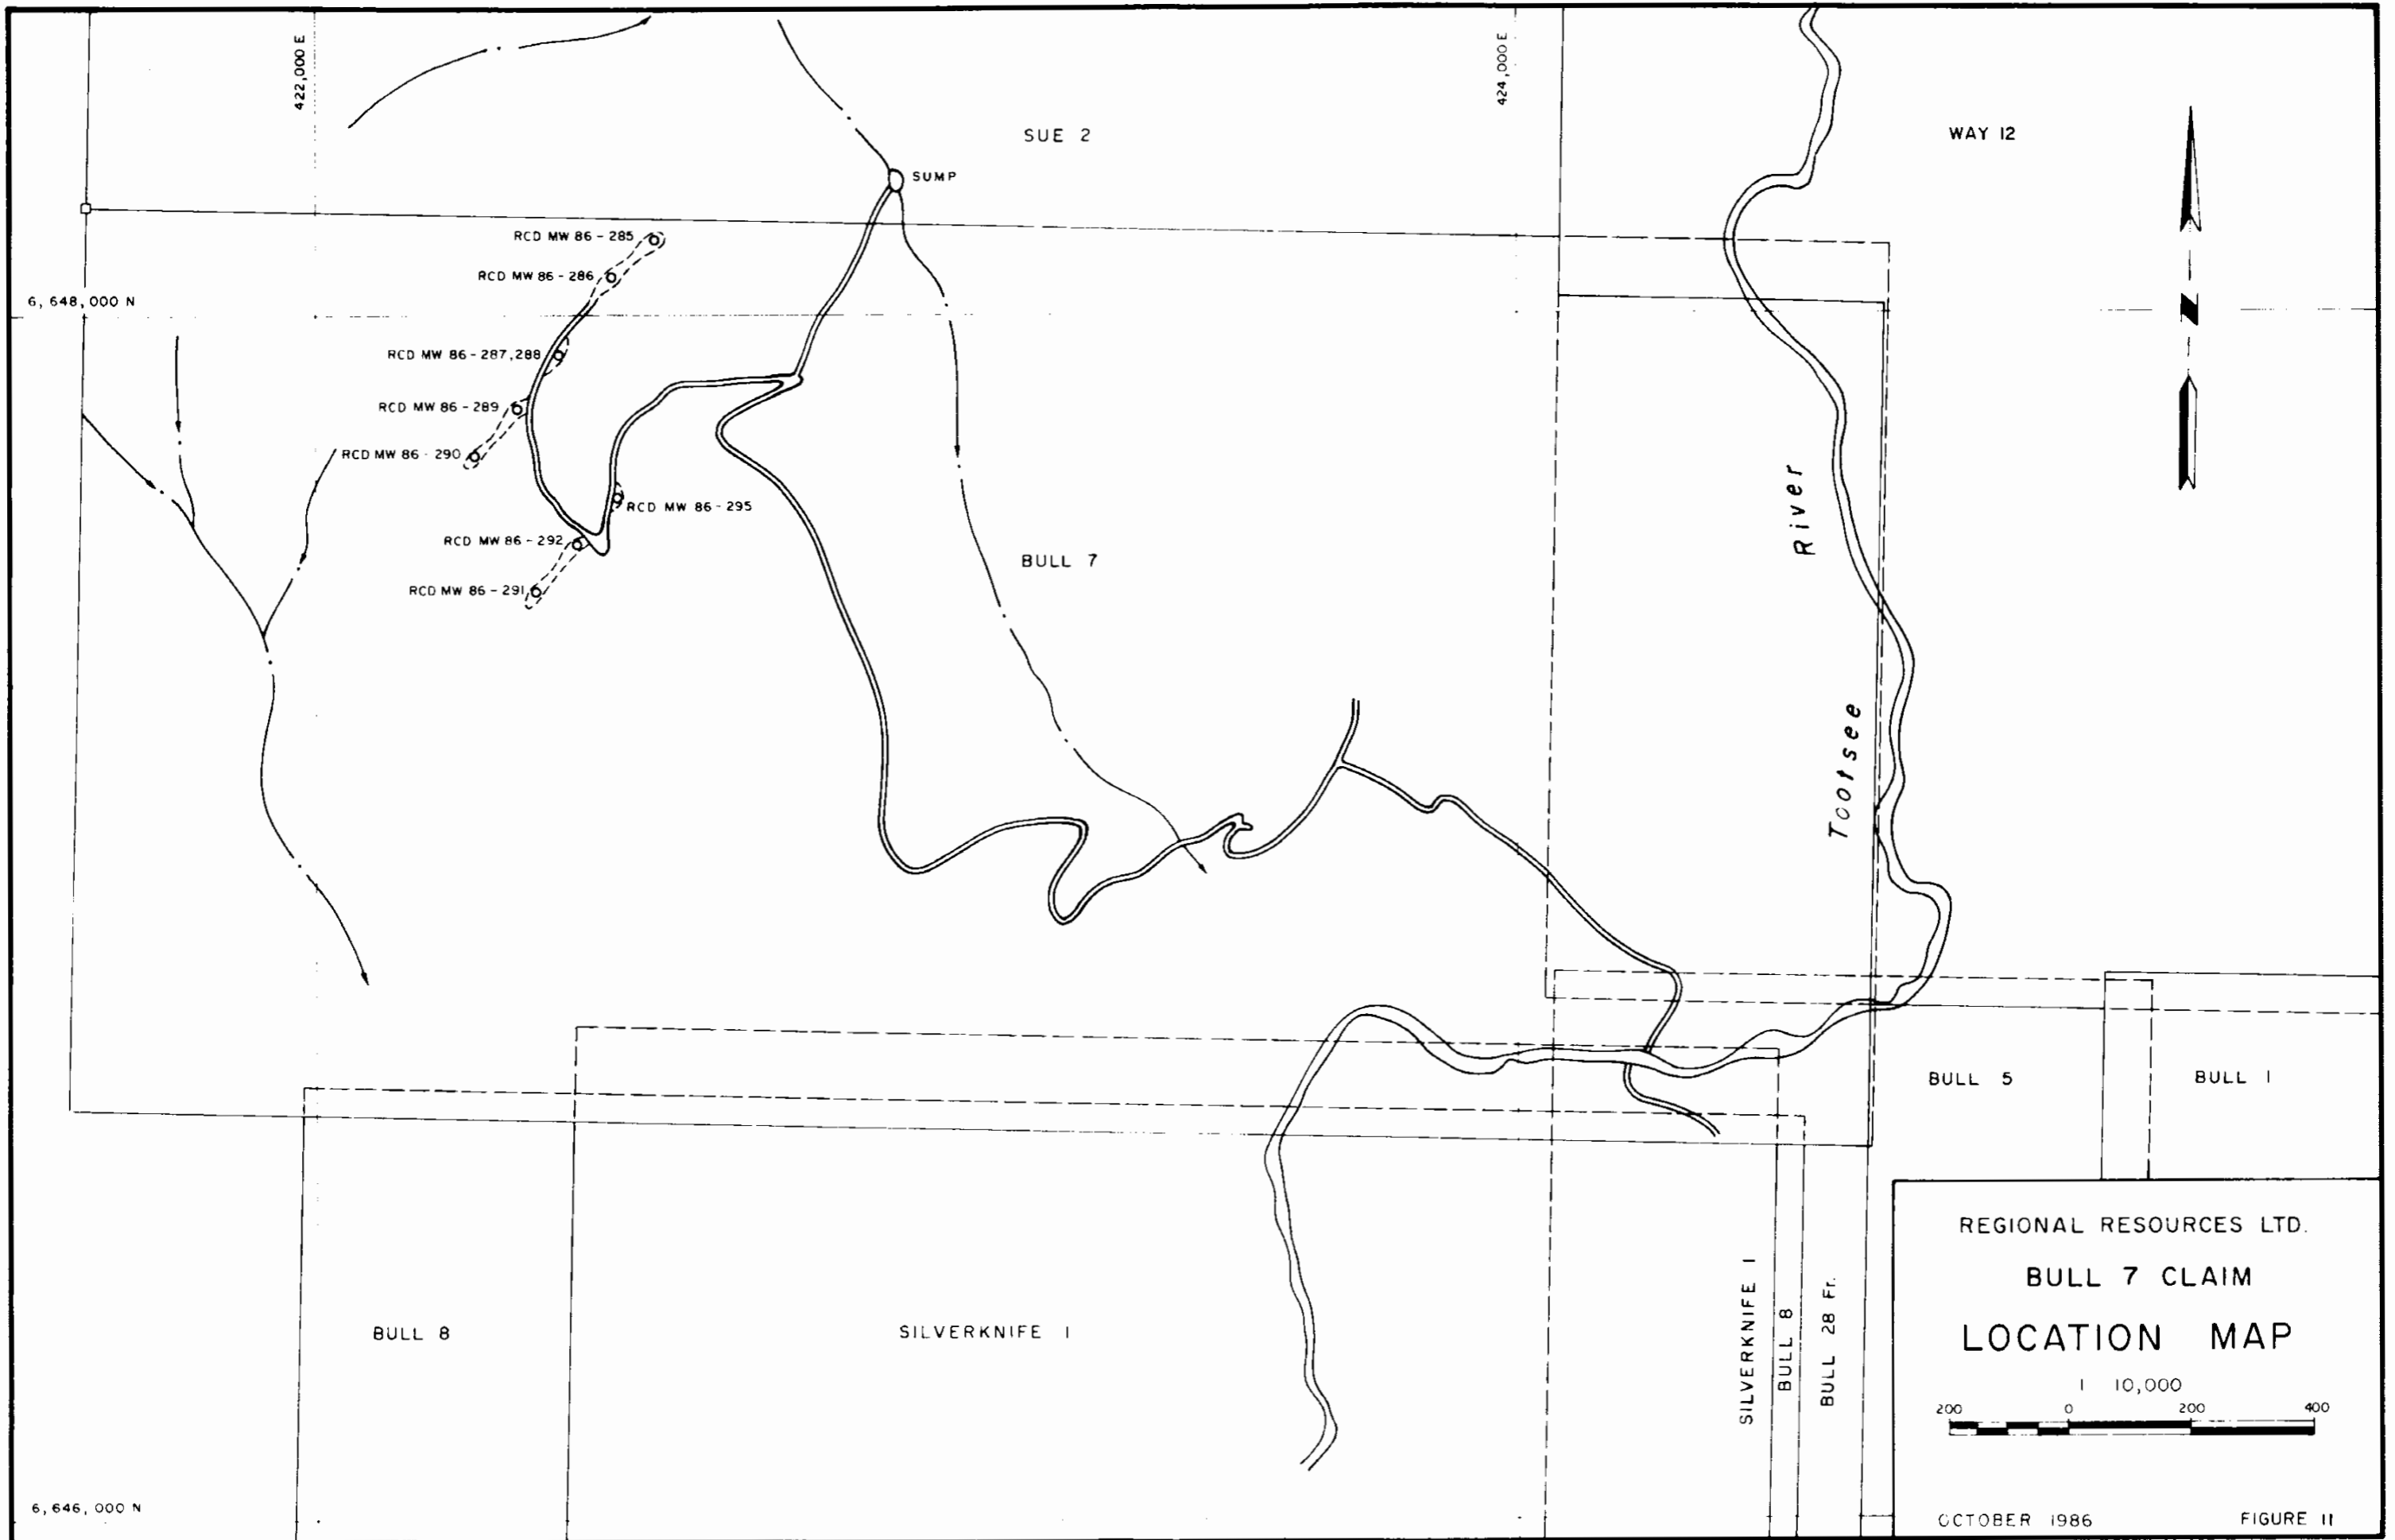 422,000 E
424,000 E
SUE 2
WAY 12
SUMP
RCD MW 86-285
RCD MW 86-286
6,648,000 N
N
RCD MW 86-287,288
RCD MW 86-289
RCD MW 86-290
RCD MW 86-295
RCD MW 86-292
RCD MW 86-291
BULL 7
River
Tootsee
BULL 5
BULL 1
BULL 8
SILVERKNIFE 1
SILVERKNIFE 1
BULL 8
BULL 28 Fr.
REGIONAL RESOURCES LTD.
BULL 7 CLAIM
LOCATION MAP
1 10,000
200 0 200 400
6,646,000 N
OCTOBER 1986
FIGURE 11